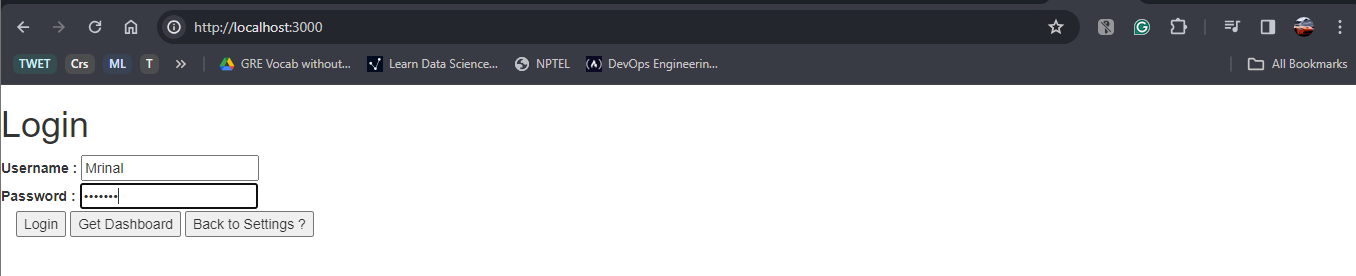 http://localhost:3000
TWET Crs ML T GRE Vocab without... Learn Data Science... NPTEL DevOps Engineerin... All Bookmarks
Login
Username : Mrinal
Password : •••••••
Login Get Dashboard Back to Settings ?